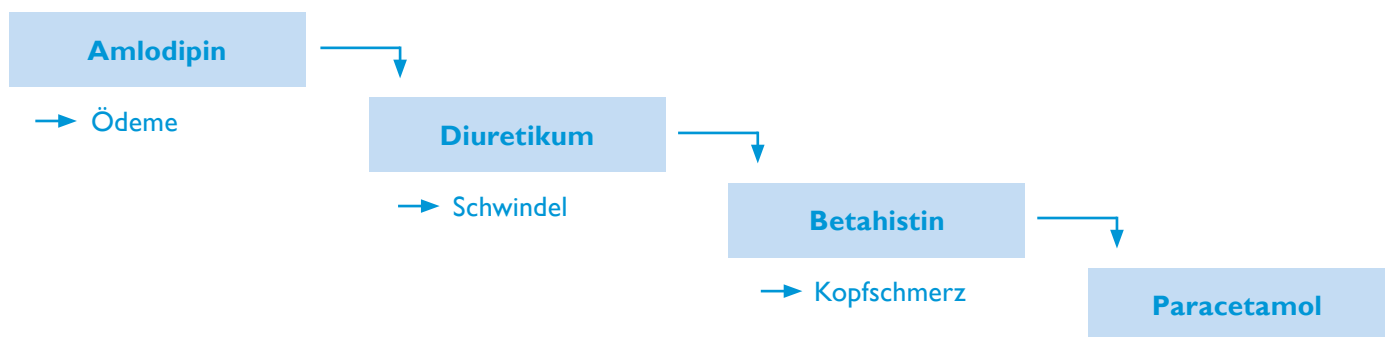 Amlodipin
Ödeme
Diuretikum
Schwindel
Betahistin
Kopfschmerz
Paracetamol